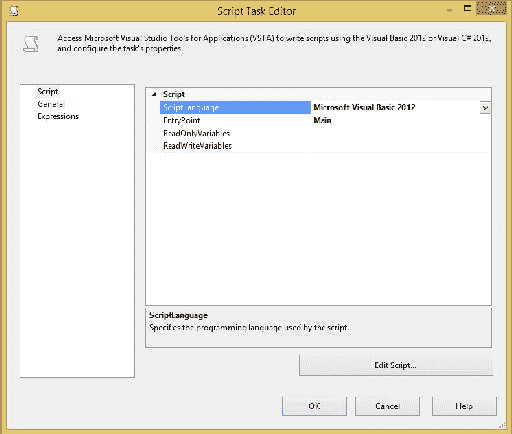 Script Task Editor
Access Microsoft Visual Studio Tools for Applications (VSTA) to write scripts using the Visual Basic 2012 or Visual C# 2012,
and configure the task's properties.
Script
General
Expressions
Script
ScriptLanguage Microsoft Visual Basic 2012
EntryPoint Main
ReadOnlyVariables
ReadWriteVariables
ScriptLanguage
Specifies the programming language used by the script.
Edit Script...
OK Cancel Help